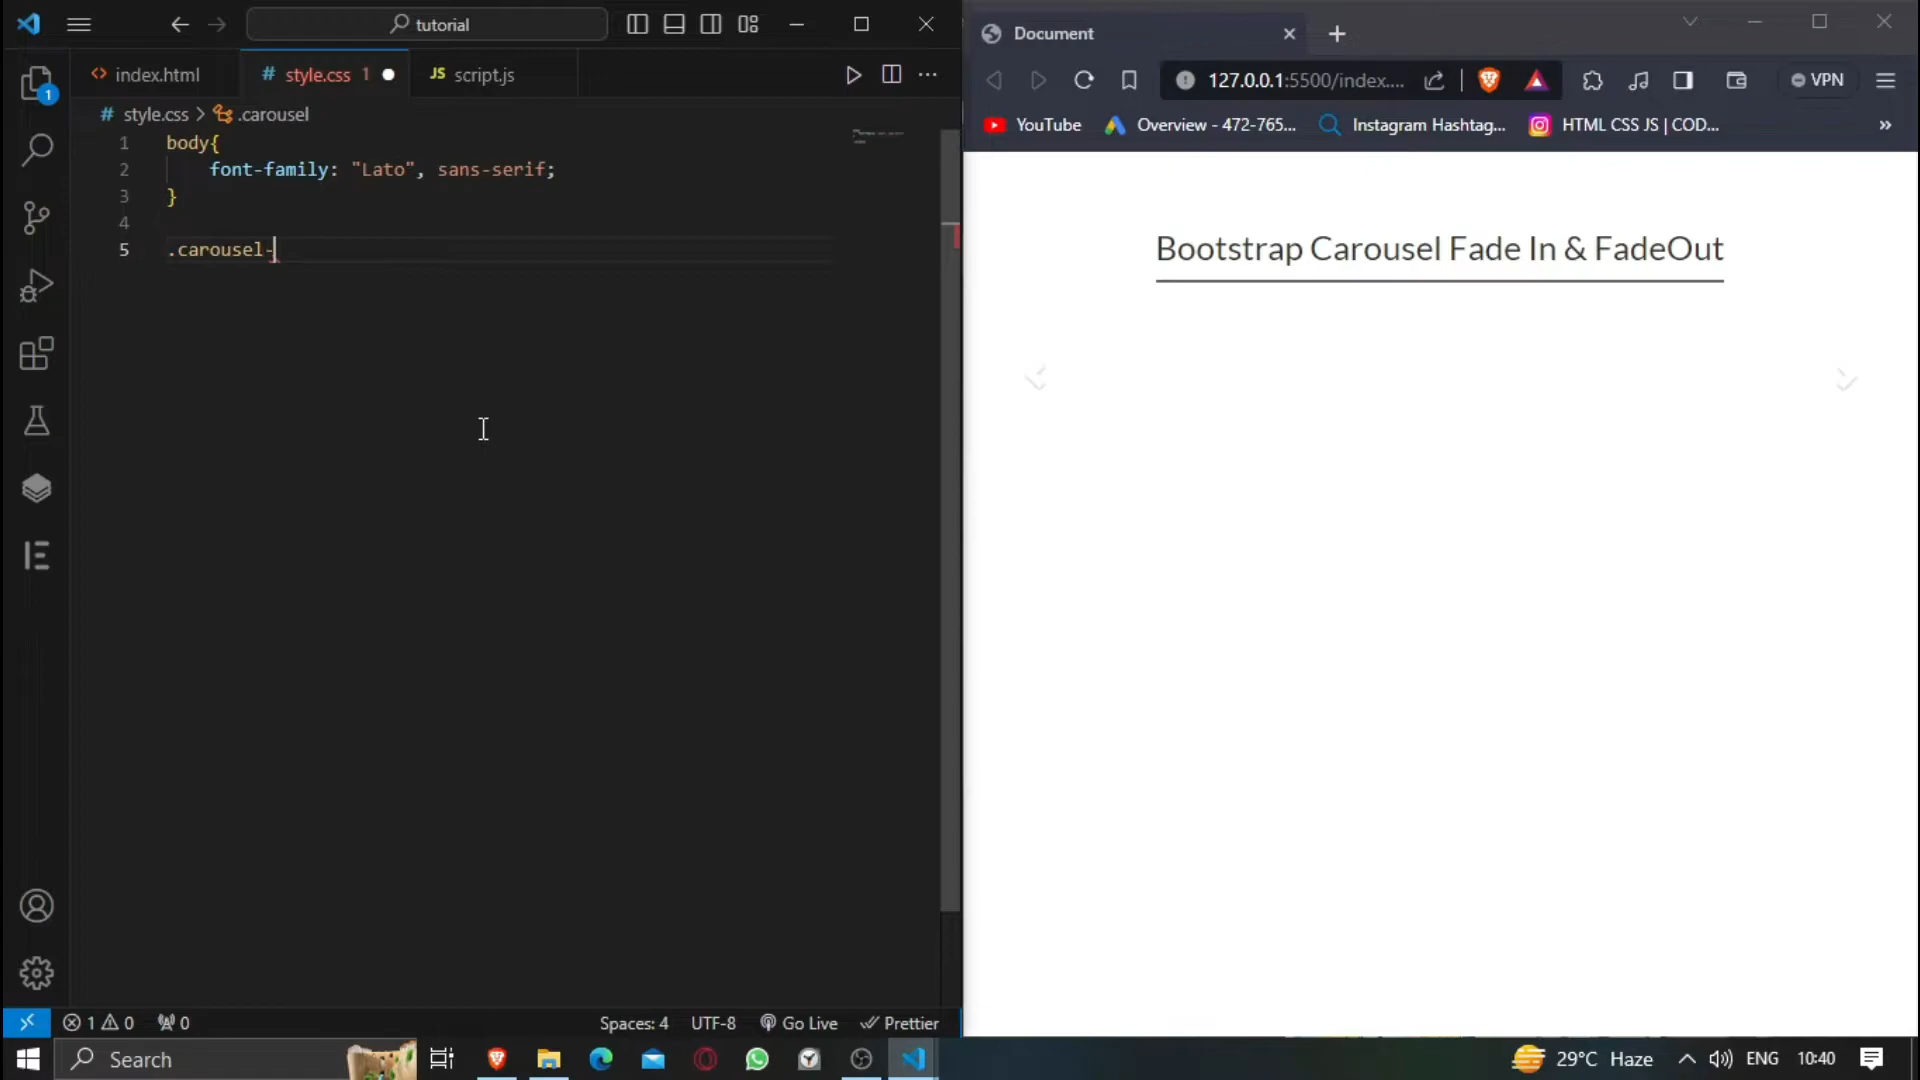 tutorial
index.html
# style.css 1
JS script.js
# style.css > .carousel
1 body{
2 font-family: "Lato", sans-serif;
3 }
4
5 .carousel-
1
1 0
0
Spaces: 4
UTF-8
Go Live
Prettier
Document
127.0.0.1:5500/index....
VPN
YouTube
Overview - 472-765...
Instagram Hashtag...
HTML CSS JS | COD...
»
Bootstrap Carousel Fade In & FadeOut
Search
29°C Haze
ENG
10:40